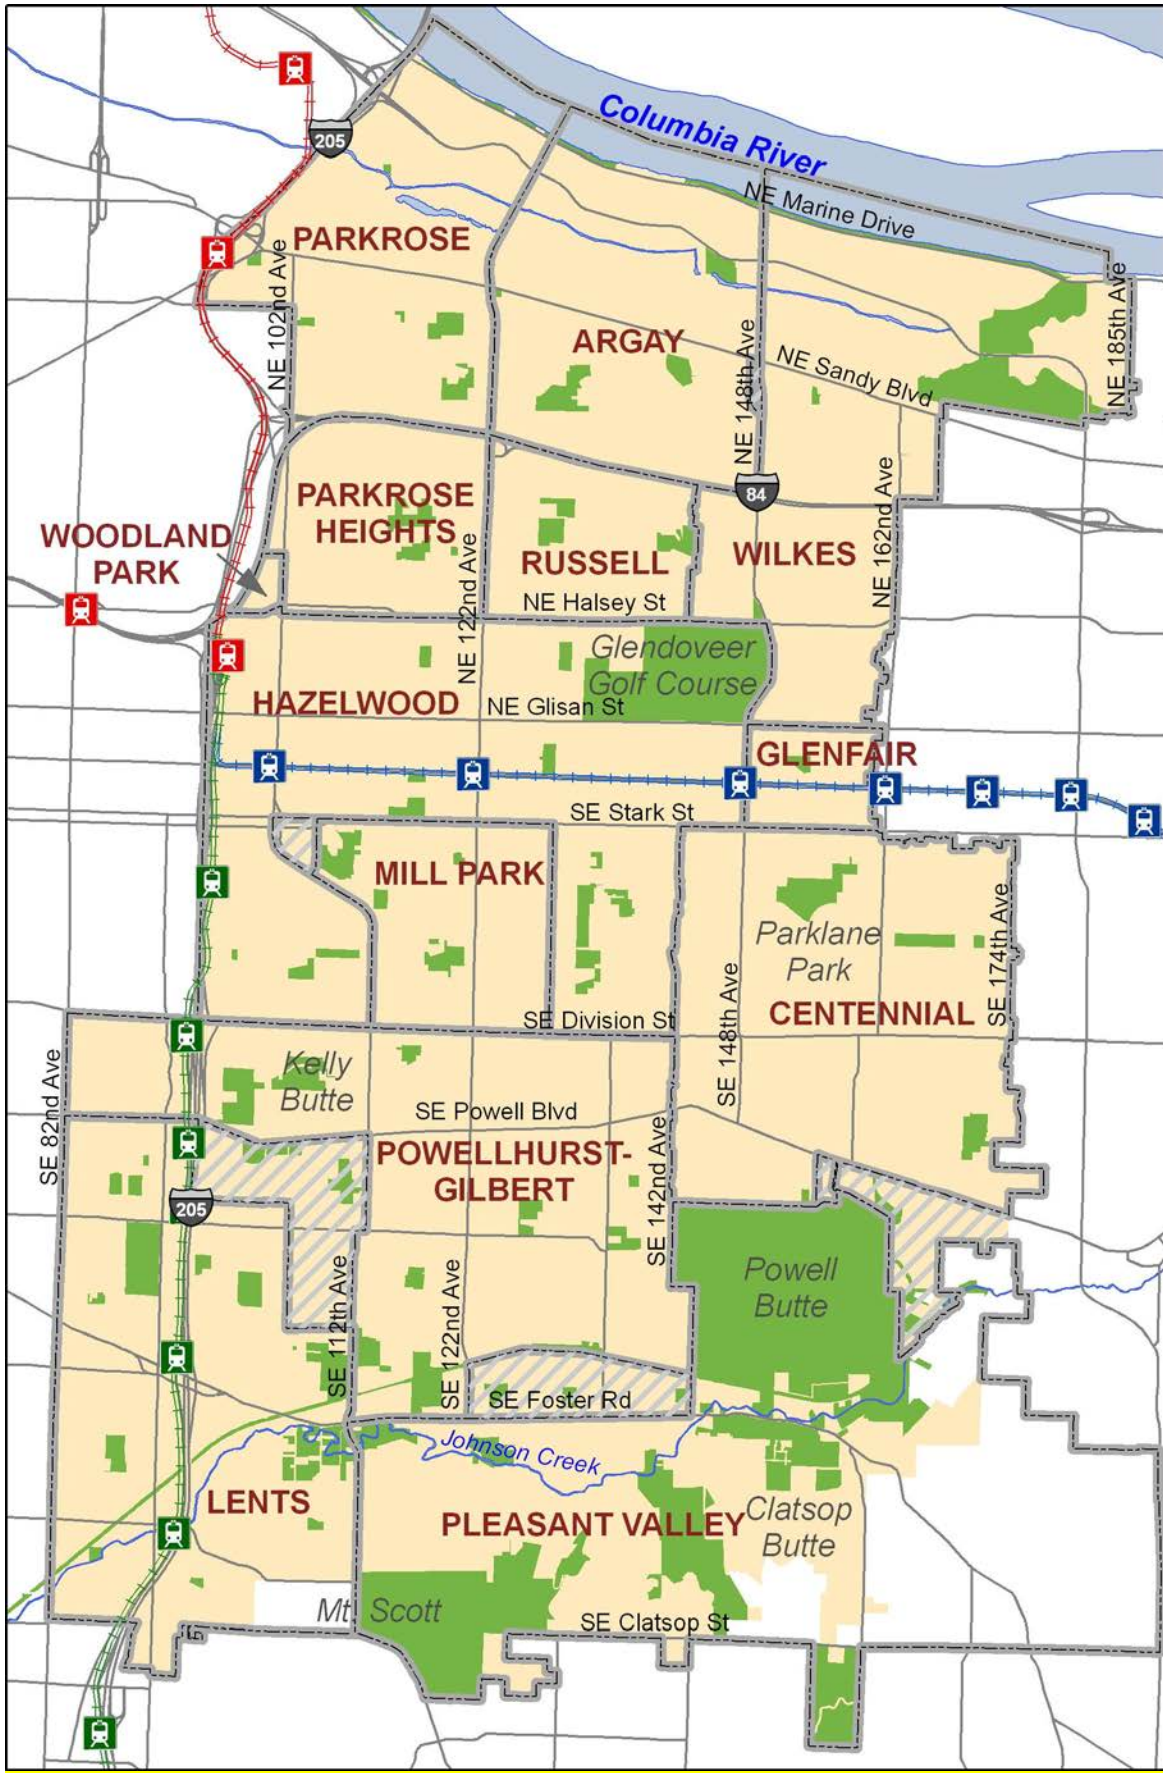 Columbia River
205
NE Marine Drive
PARKROSE
NE 102nd Ave
NE 185th Ave
ARGAY
NE 148th Ave
NE Sandy Blvd
PARKROSE
HEIGHTS
84
NE 162nd Ave
WOODLAND
PARK
NE 122nd Ave
RUSSELL
WILKES
NE Halsey St
Glendoveer
Golf Course
HAZELWOOD
NE Glisan St
GLENFAIR
SE Stark St
MILL PARK
Parklane
Park
SE 174th Ave
SE 148th Ave
CENTENNIAL
SE Division St
SE 82nd Ave
Kelly
Butte
SE Powell Blvd
POWELLHURST-
GILBERT
SE 142nd Ave
205
Powell
Butte
SE 112th Ave
SE 122nd Ave
SE Foster Rd
Johnson Creek
LENTS
PLEASANT VALLEY
Clatsop
Butte
Mt. Scott
SE Clatsop St